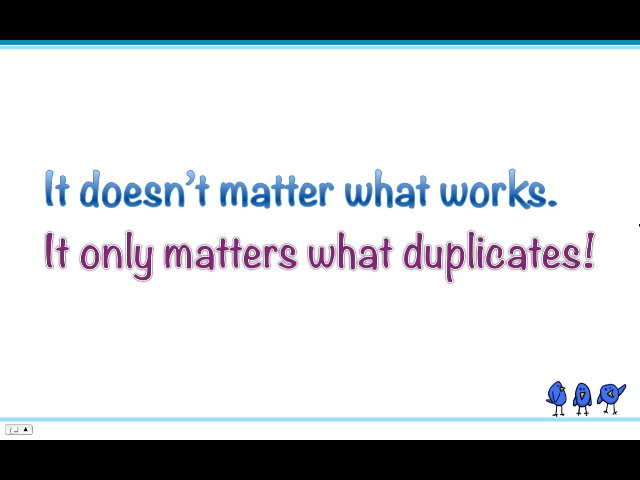 It doesn't matter what works.
It only matters what duplicates!